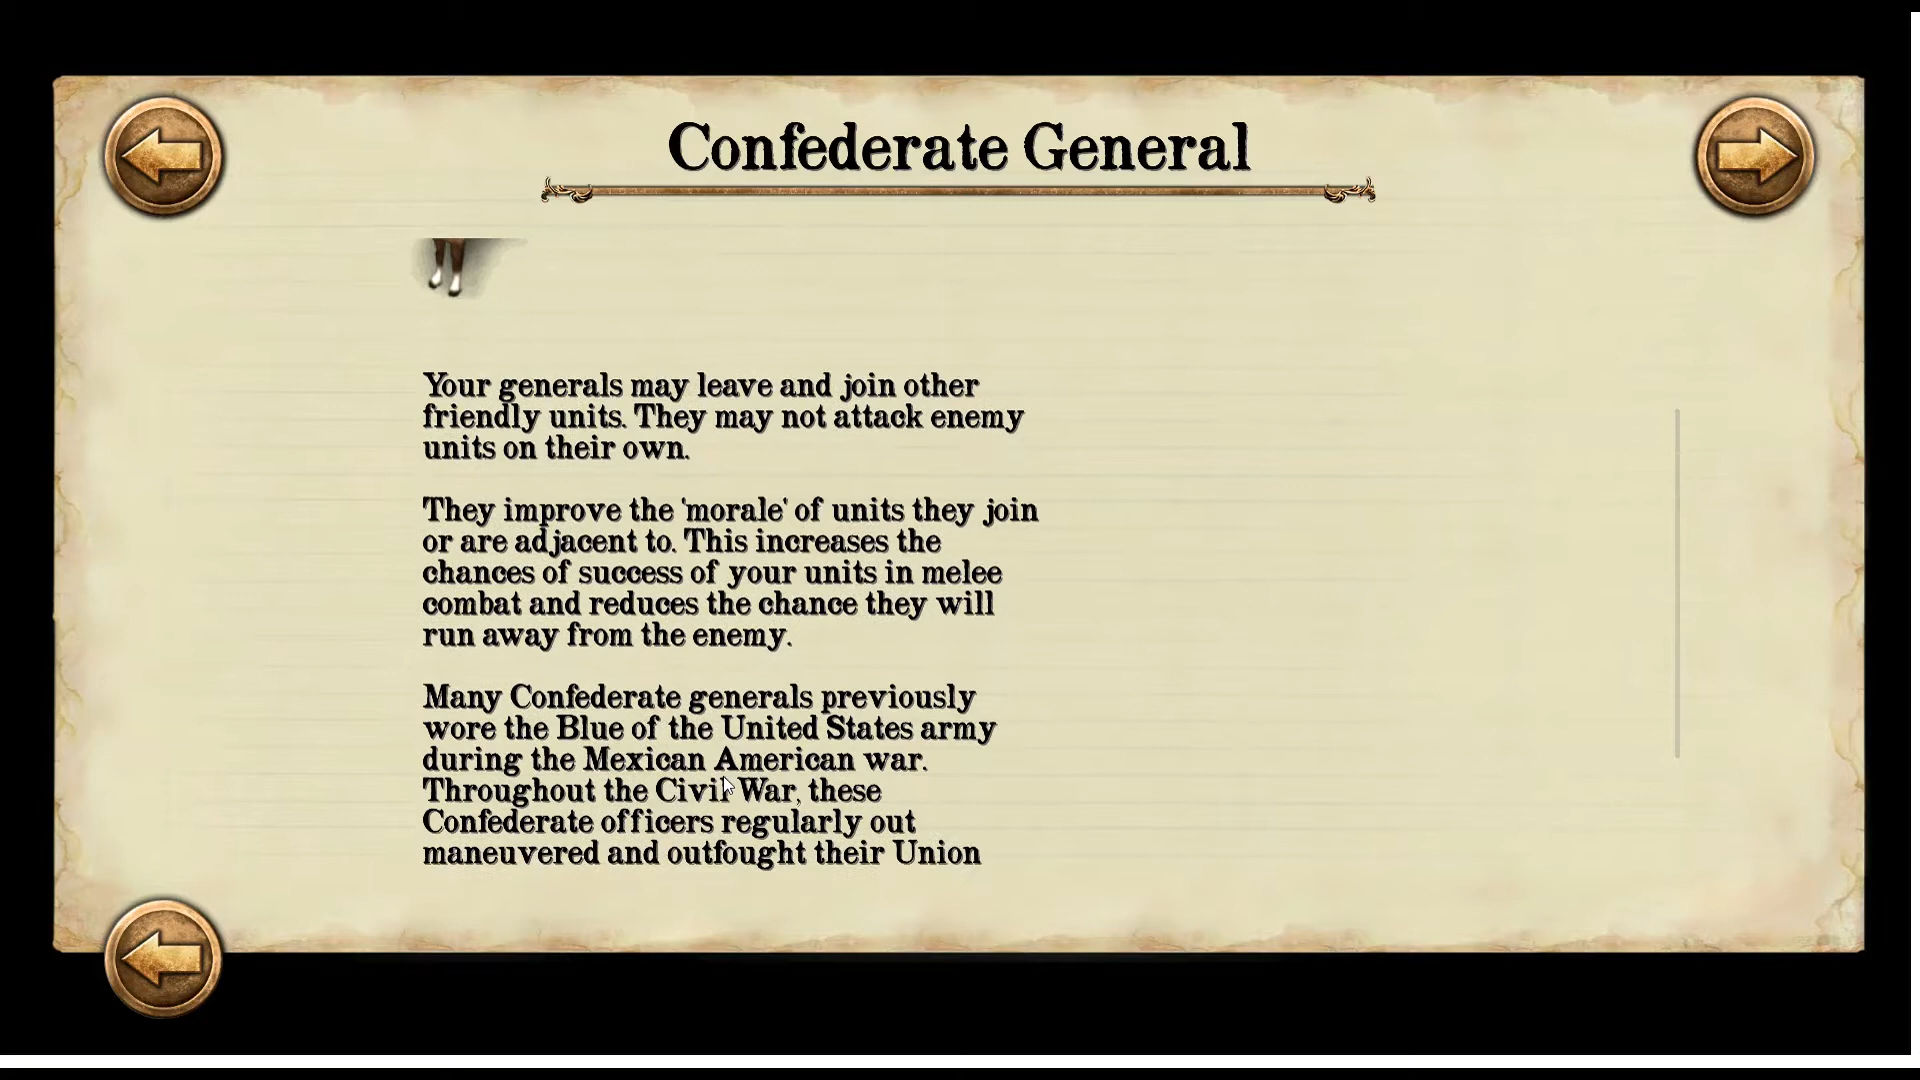 Confederate General
Your generals may leave and join other
friendly units. They may not attack enemy
units on their own.
They improve the 'morale' of units they join
or are adjacent to. This increases the
chances of success of your units in melee
combat and reduces the chance they will
run away from the enemy.
Many Confederate generals previously
wore the Blue of the United States army
during the Mexican American war.
Throughout the Civil War, these
Confederate officers regularly out
maneuvered and outfought their Union